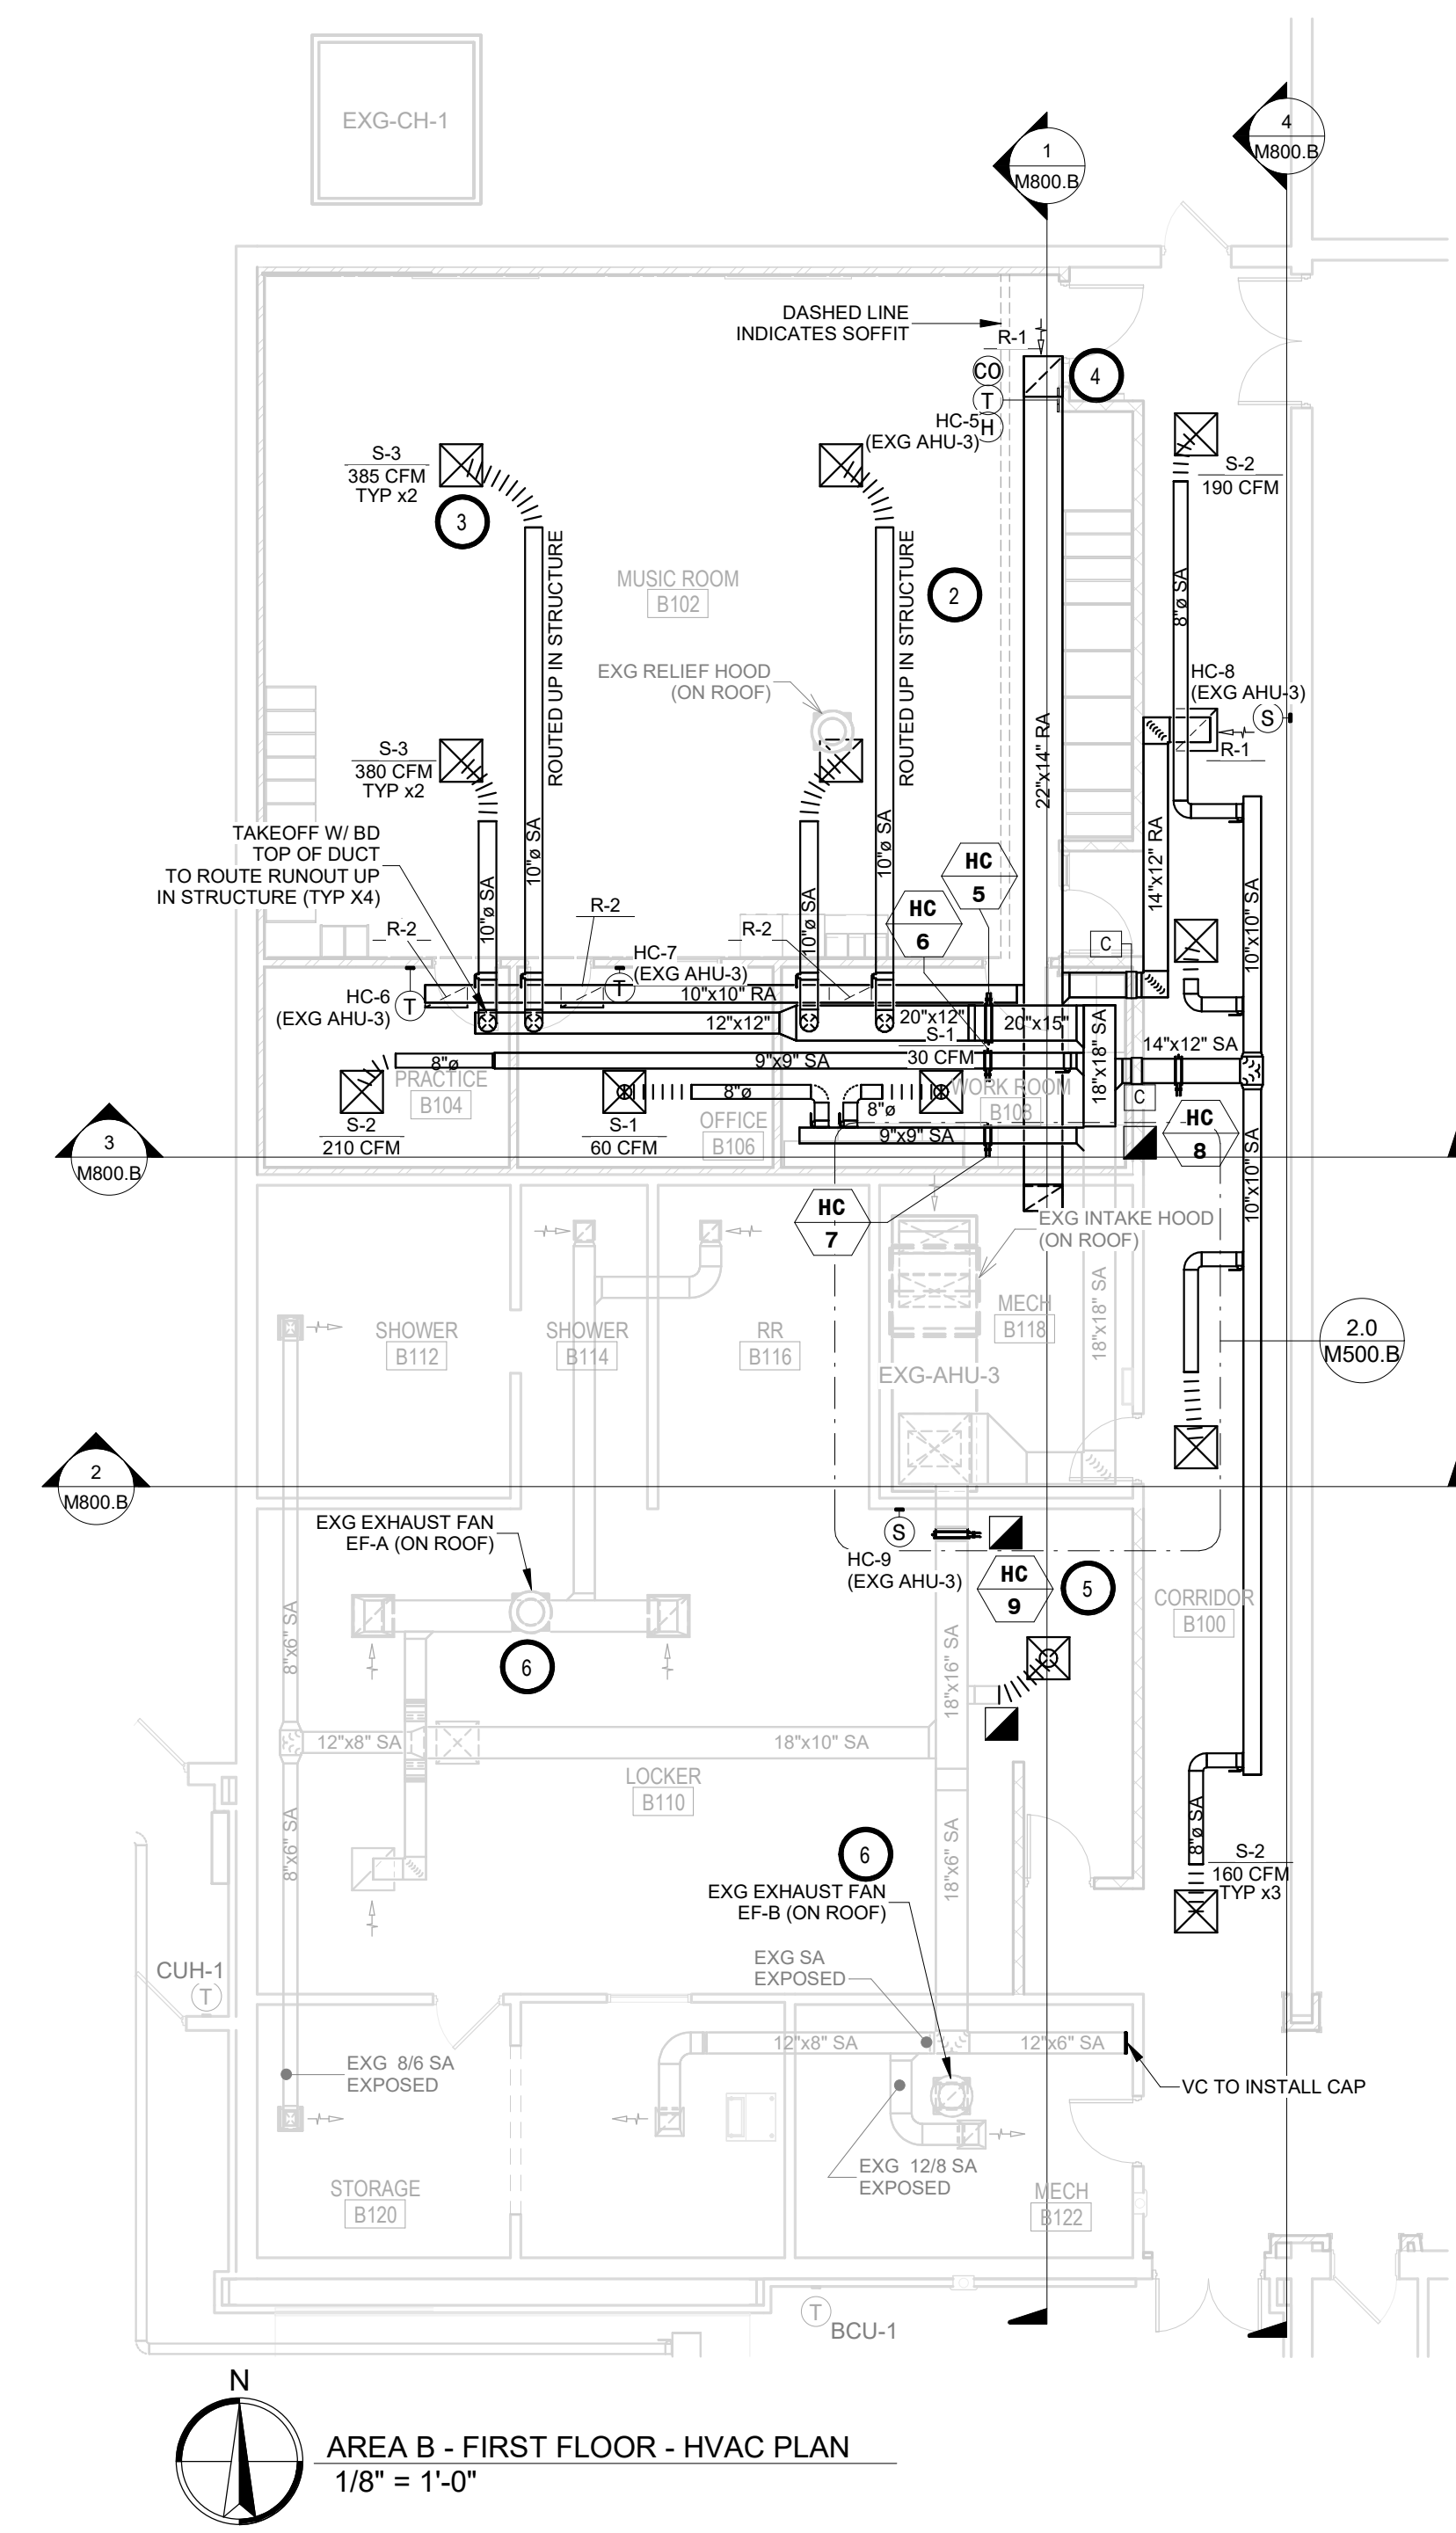 EXG-CH-1
1
M800.B
4
M800.B
DASHED LINE
INDICATES SOFFIT
R-1
CO
T
H
HC-5
(EXG AHU-3)
4
S-3
385 CFM
TYP x2
3
S-2
190 CFM
ROUTED UP IN STRUCTURE
ROUTED UP IN STRUCTURE
MUSIC ROOM
B102
2
8"ø SA
EXG RELIEF HOOD
(ON ROOF)
HC-8
(EXG AHU-3)
S
R-1
22"x14" RA
S-3
380 CFM
TYP x2
TAKEOFF W/ BD
TOP OF DUCT
TO ROUTE RUNOUT UP
IN STRUCTURE (TYP X4)
10"ø SA
10"ø SA
10"ø SA
10"ø SA
14"x12" RA
10"x10" SA
HC
5
HC
6
R-2
R-2
R-2
C
HC-7
(EXG AHU-3)
T
HC-6
(EXG AHU-3)
T
10"x10" RA
12"x12"
20"x12"
20"x15"
S-1
30 CFM
18"x18" SA
14"x12" SA
8"ø
9"x9" SA
PRACTICE
B104
S-2
210 CFM
8"ø
S-1
60 CFM
OFFICE
B106
8"ø
WORK ROOM
B108
9"x9" SA
C
HC
8
10"x10" SA
3
M800.B
HC
7
EXG INTAKE HOOD
(ON ROOF)
SHOWER
B112
SHOWER
B114
RR
B116
MECH
B118
18"x18" SA
EXG-AHU-3
2.0
M500.B
2
M800.B
EXG EXHAUST FAN
EF-A (ON ROOF)
S
HC-9
(EXG AHU-3)
HC
9
5
CORRIDOR
B100
6
8"x6" SA
18"x16" SA
12"x8" SA
18"x10" SA
LOCKER
B110
8"x6" SA
18"x6" SA
6
EXG EXHAUST FAN
EF-B (ON ROOF)
8"ø SA
S-2
160 CFM
TYP x3
EXG SA
EXPOSED
CUH-1
T
12"x8" SA
12"x6" SA
EXG 8/6 SA
EXPOSED
VC TO INSTALL CAP
EXG 12/8 SA
EXPOSED
STORAGE
B120
MECH
B122
T
BCU-1
N
AREA B - FIRST FLOOR - HVAC PLAN
1/8" = 1'-0"